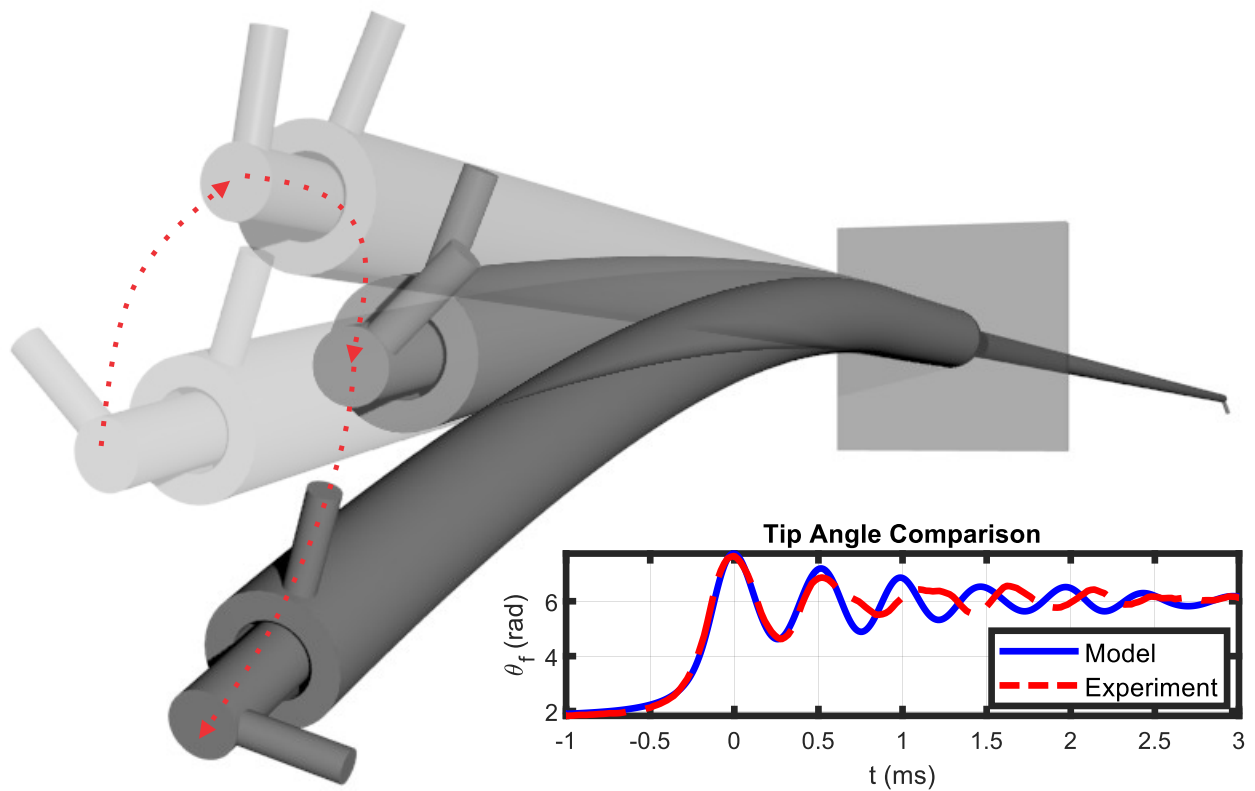 Tip Angle Comparison
θf (rad)
6
4
2
Model
Experiment
-1 -0.5 0 0.5 1 1.5 2 2.5 3
t (ms)